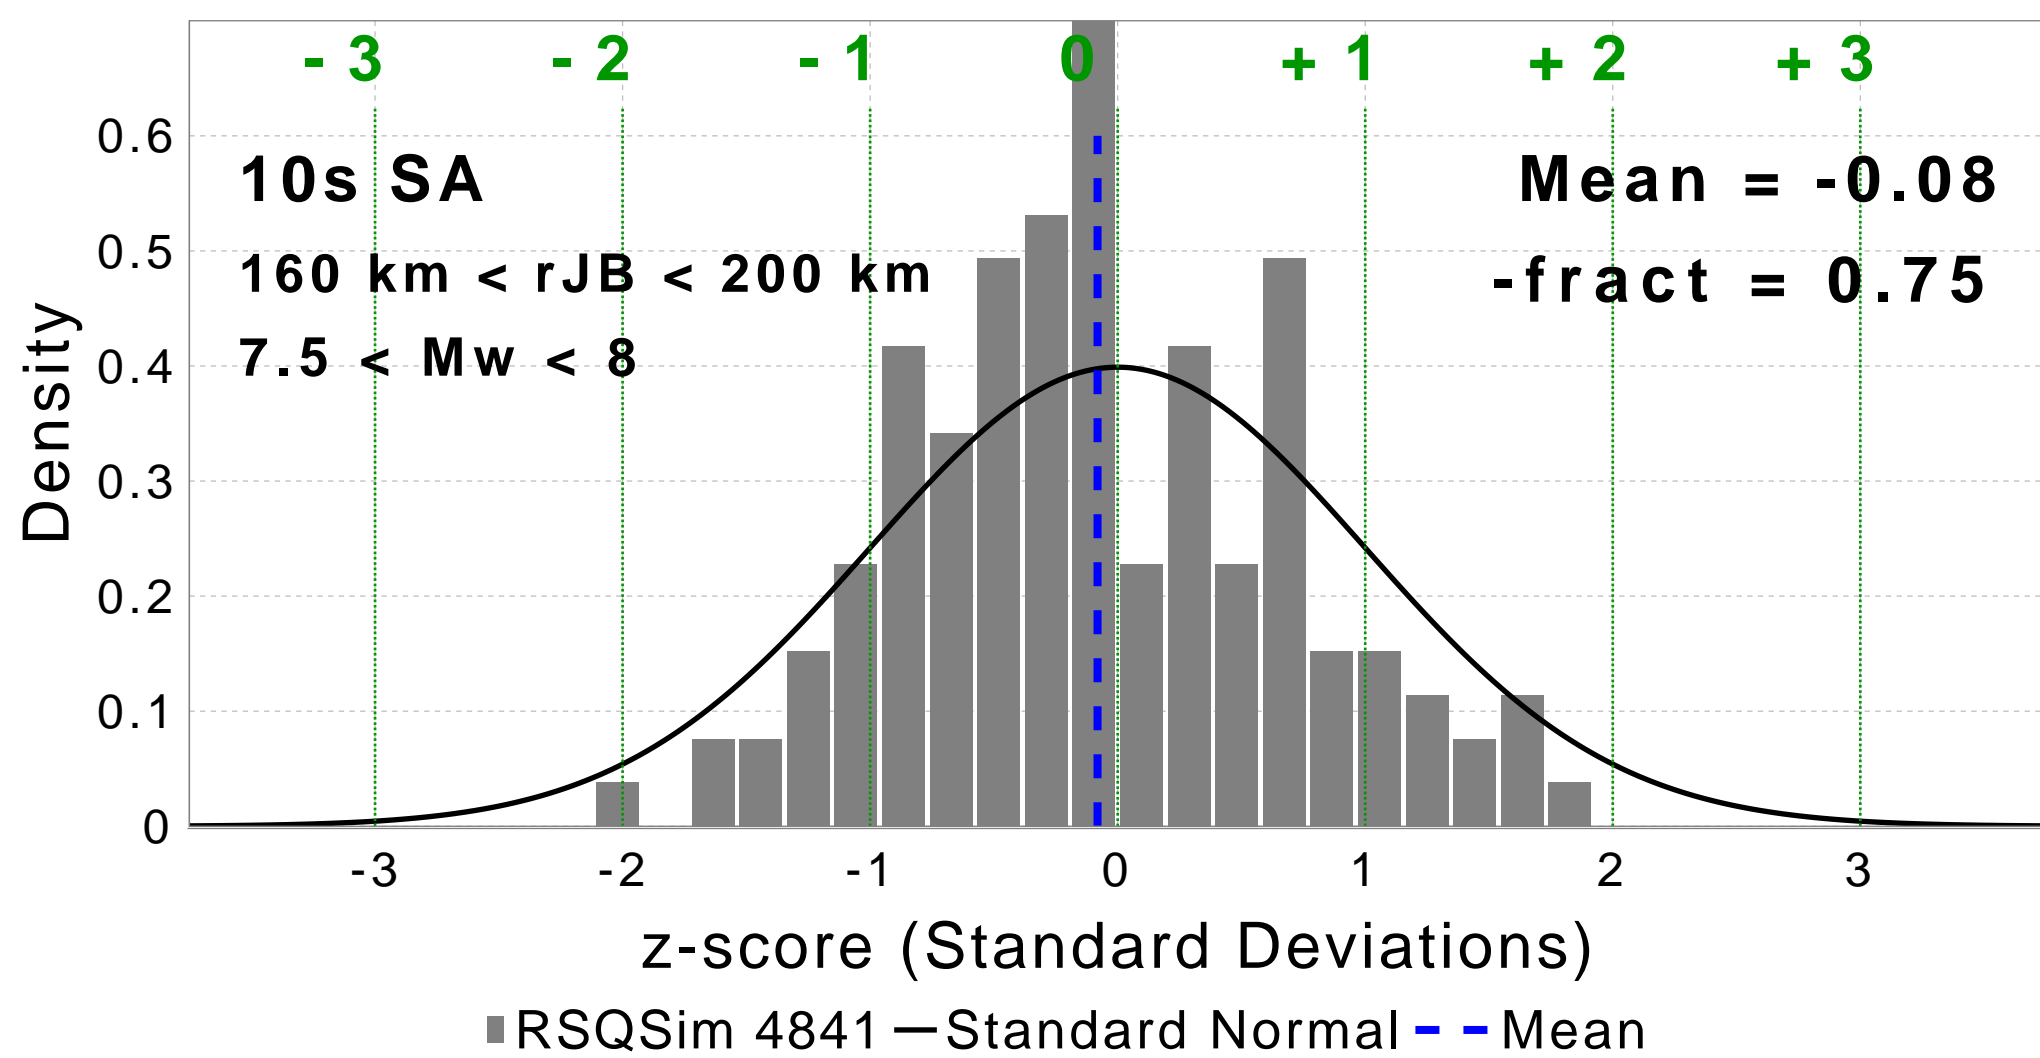 - 3 - 2 - 1 0 + 1 + 2 + 3
10s SA
160 km < rJB < 200 km
7.5 < Mw < 8
Mean = -0.08
-fract = 0.75
Density
0.6
0.5
0.4
0.3
0.2
0.1
0
-3 -2 -1 0 1 2 3
z-score (Standard Deviations)
RSQSim 4841 Standard Normal Mean